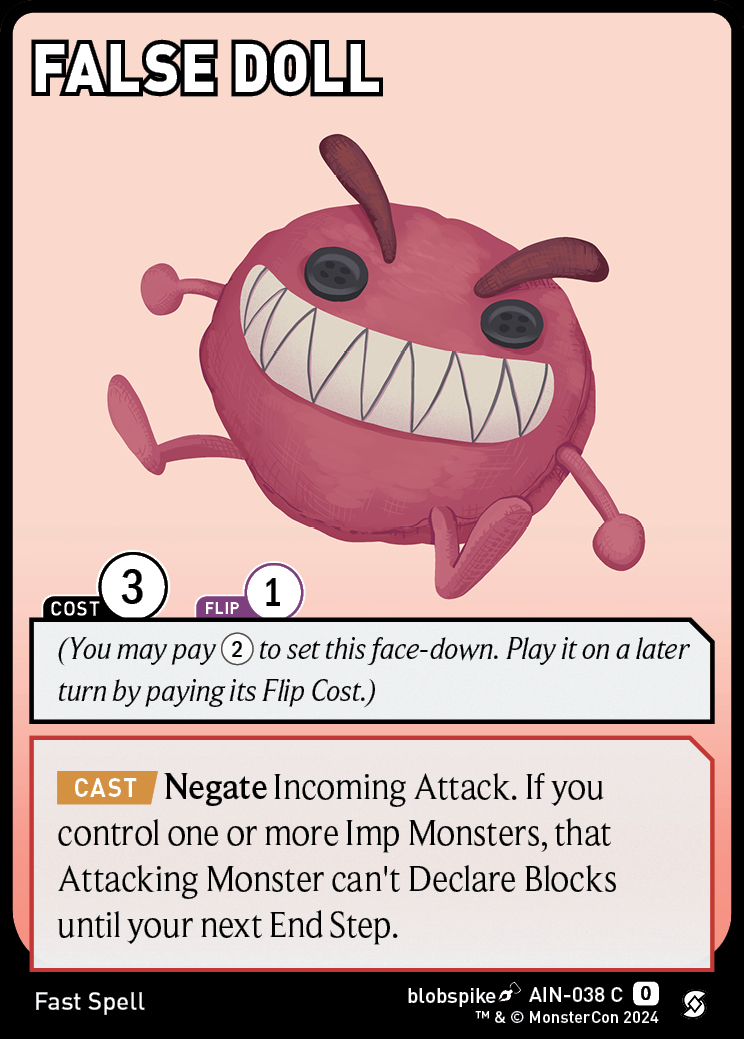 FALSE DOLL
COST 3 FLIP 1
(You may pay 2 to set this face-down. Play it on a later
turn by paying its Flip Cost.)
CAST Negate Incoming Attack. If you
control one or more Imp Monsters, that
Attacking Monster can't Declare Blocks
until your next End Step.
Fast Spell
blobspike AIN-038 C 0
™ & © MonsterCon 2024